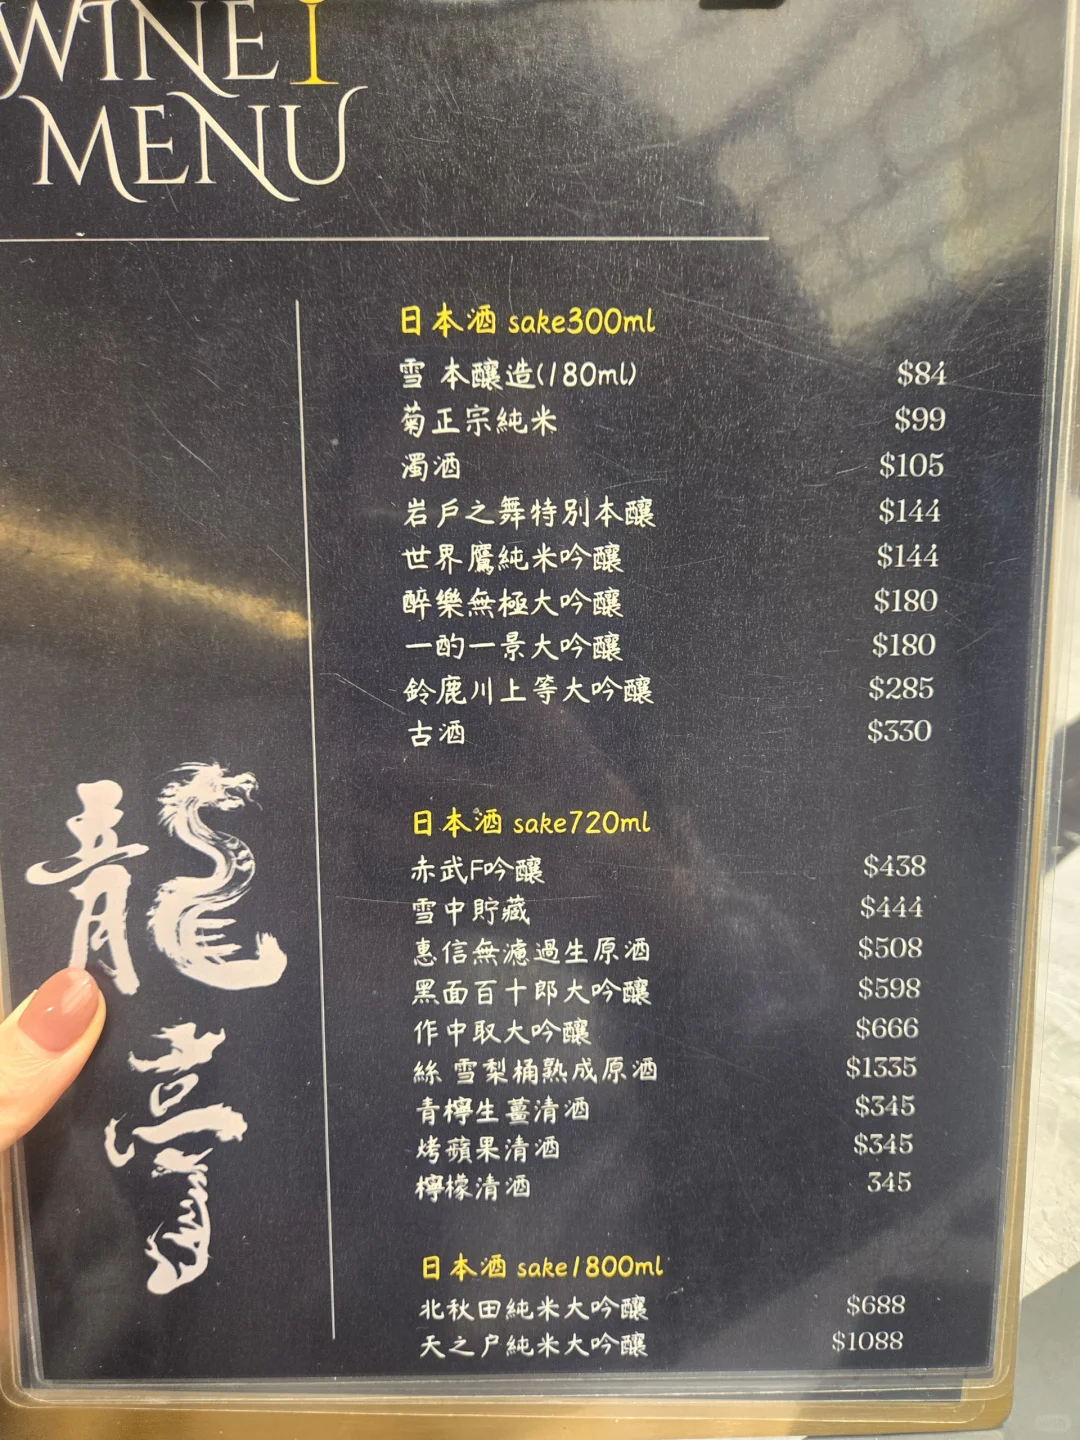 WINE
MENU
日本酒 sake300ml
雪 本釀造(180ml) $84
菊正宗純米 $99
濁酒 $105
岩戶之舞特別本釀 $144
世界鷹純米吟釀 $144
醉樂無極大吟釀 $180
一酌一景大吟釀 $180
鈴鹿川上等大吟釀 $285
古酒 $330
日本酒 sake720ml
赤武F吟釀 $438
雪中貯藏 $444
惠信無濾過生原酒 $508
黑面百十郎大吟釀 $598
作中取大吟釀 $666
絲 雪梨桶熟成原酒 $1335
青檸生薑清酒 $345
烤蘋果清酒 $345
檸檬清酒 345
日本酒 sake1800ml
北秋田純米大吟釀 $688
天之户純米大吟釀 $1088
龍